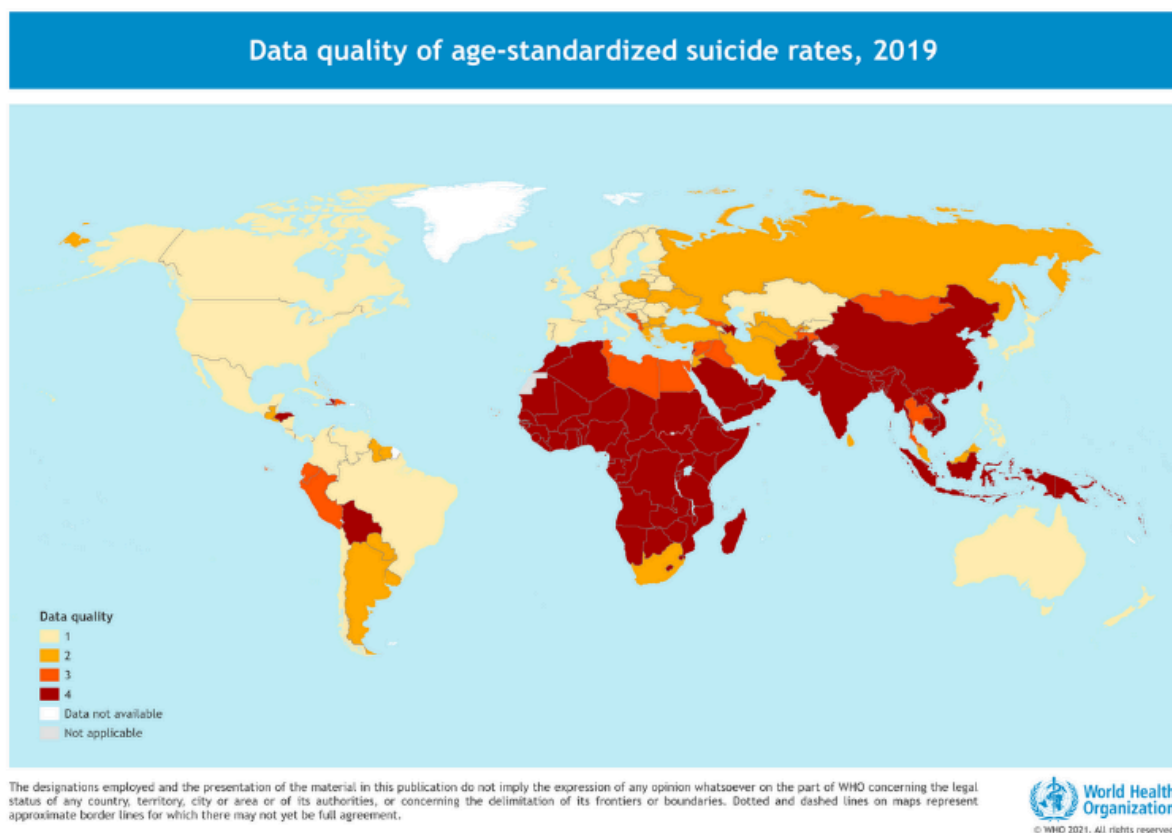 Data quality of age-standardized suicide rates, 2019
Data quality
1
2
3
4
Data not available
Not applicable
The designations employed and the presentation of the material in this publication do not imply the expression of any opinion whatsoever on the part of WHO concerning the legal
status of any country, territory, city or area or of its authorities, or concerning the delimitation of its frontiers or boundaries. Dotted and dashed lines on maps represent
approximate border lines for which there may not yet be full agreement.
World Health
Organization
© WHO 2021. All rights reserved